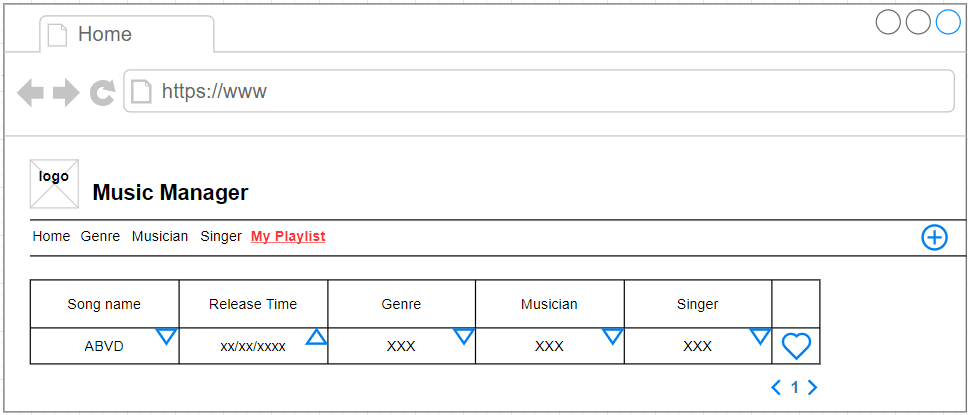 Home
https://www
logo
Music Manager
Home Genre Musician Singer My Playlist
Song name Release Time Genre Musician Singer
ABVD xx/xx/xxxx XXX XXX XXX
1